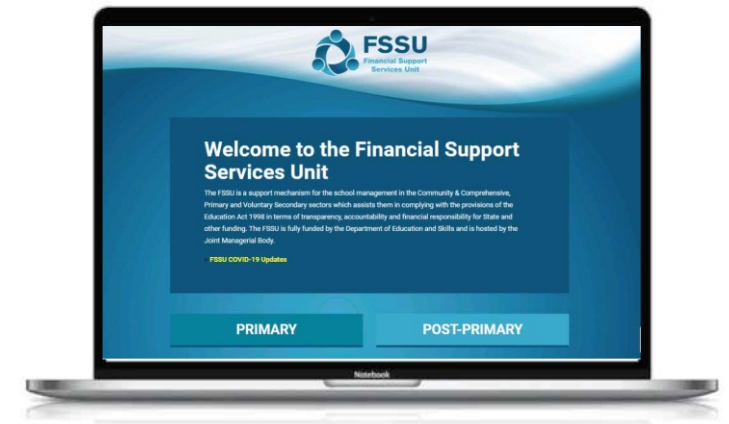 FSSU
Financial Support
Services Unit
Welcome to the Financial Support
Services Unit
The FSSU is a support mechanism for the school management in the Community & Comprehensive,
Primary and Voluntary Secondary sectors which assists them in complying with the provisions of the
Education Act 1998 in terms of transparency, accountability and financial responsibility for State and
other funding. The FSSU is fully funded by the Department of Education and Skills and is hosted by the
Joint Managerial Body.
FSSU COVID-19 Updates
PRIMARY
POST-PRIMARY
Notebook